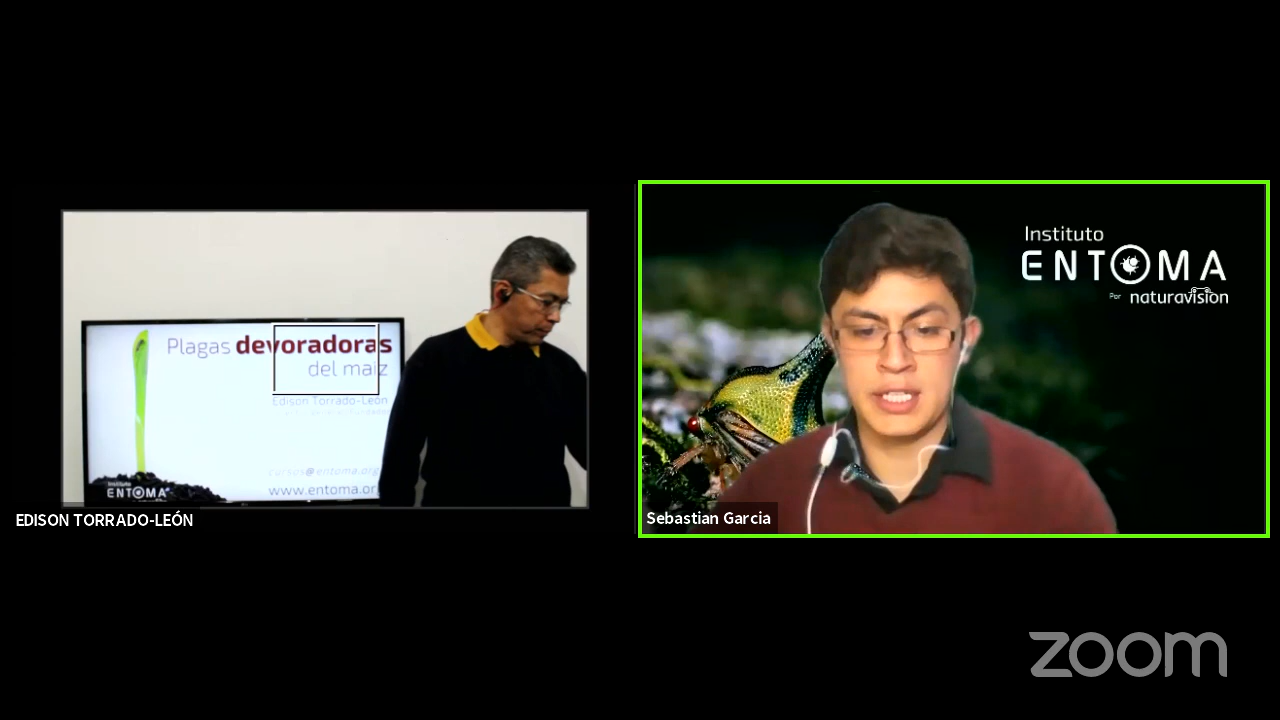 Plagas devoradoras
del maíz
Edison Torrado-León
cursos@entoma.org
www.entoma.org
Instituto
ENTOMA
EDISON TORRADO-LEÓN
Instituto
ENTOMA
Por naturavision
Sebastian Garcia
zoom